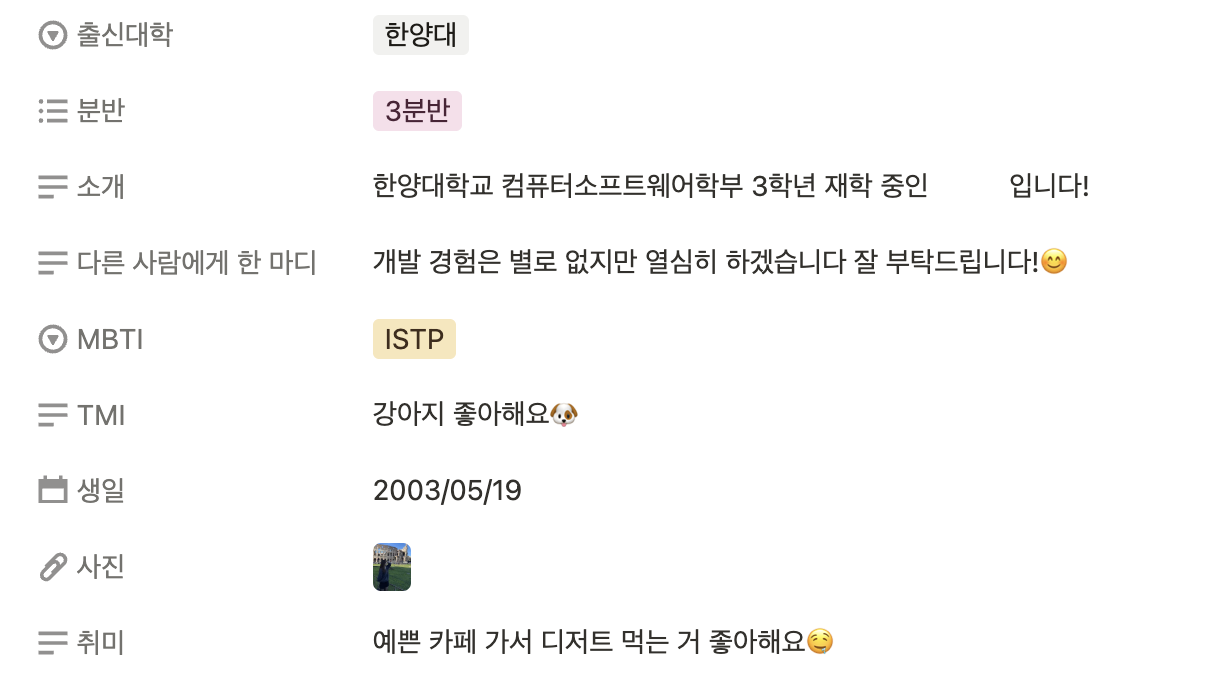 출신대학 한양대
분반 3분반
소개 한양대학교 컴퓨터소프트웨어학부 3학년 재학 중인 입니다!
다른 사람에게 한 마디 개발 경험은 별로 없지만 열심히 하겠습니다 잘 부탁드립니다!😊
MBTI ISTP
TMI 강아지 좋아해요🐶
생일 2003/05/19
사진
취미 예쁜 카페 가서 디저트 먹는 거 좋아해요🤤